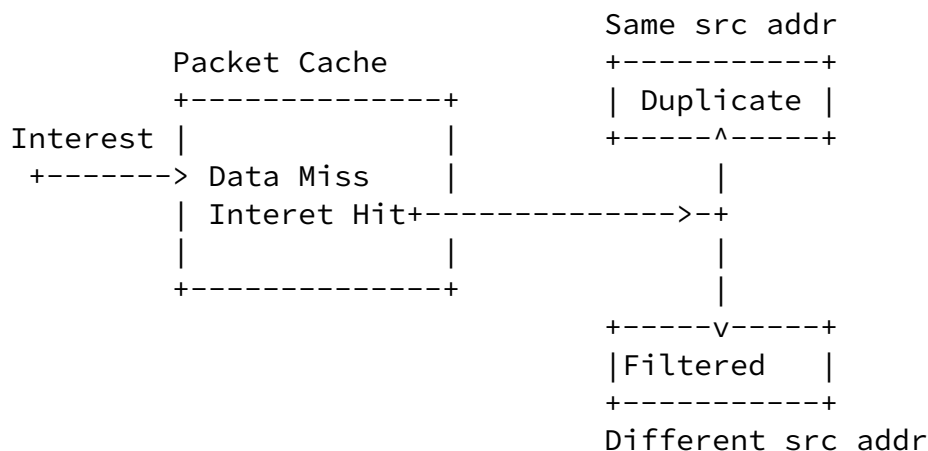 Same src addr
Packet Cache
Duplicate
Interest
Data Miss
Interet Hit
Filtered
Different src addr